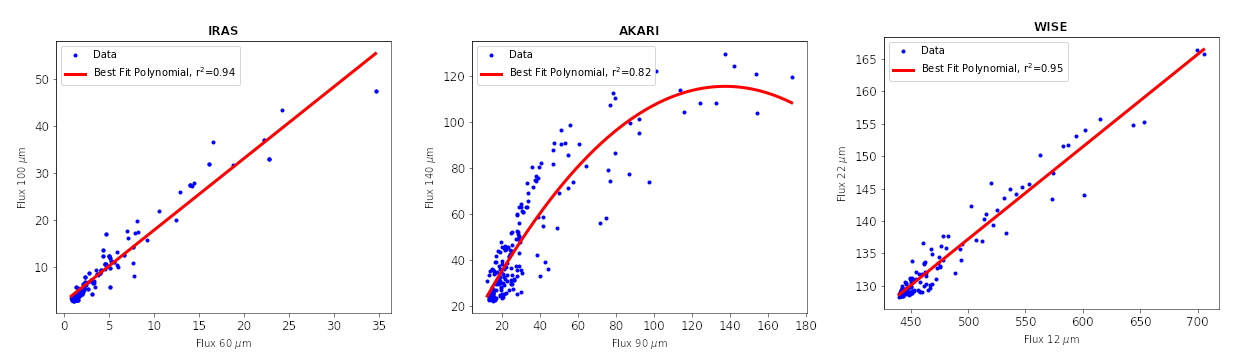 IRAS
Data
Best Fit Polynomial, r²=0.94
50
40
30
20
10
0 5 10 15 20 25 30 35
Flux 100 μm
Flux 60 μm
AKARI
Data
Best Fit Polynomial, r²=0.82
120
100
80
60
40
20
20 40 60 80 100 120 140 160 180
Flux 140 μm
Flux 90 μm
WISE
Data
Best Fit Polynomial, r²=0.95
165
160
155
150
145
140
135
130
450 500 550 600 650 700
Flux 22 μm
Flux 12 μm